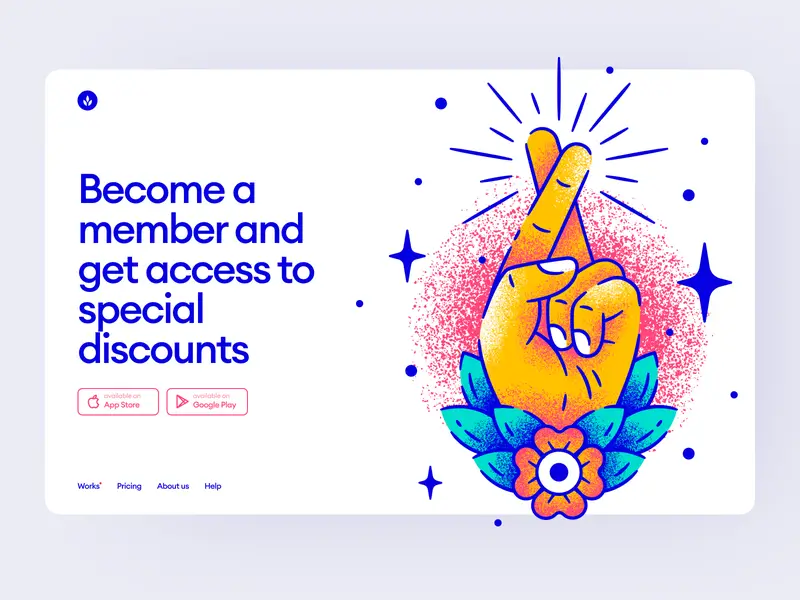 Become a
member and
get access to
special
discounts
available on
App Store
available on
Google Play
Works*
Pricing
About us
Help